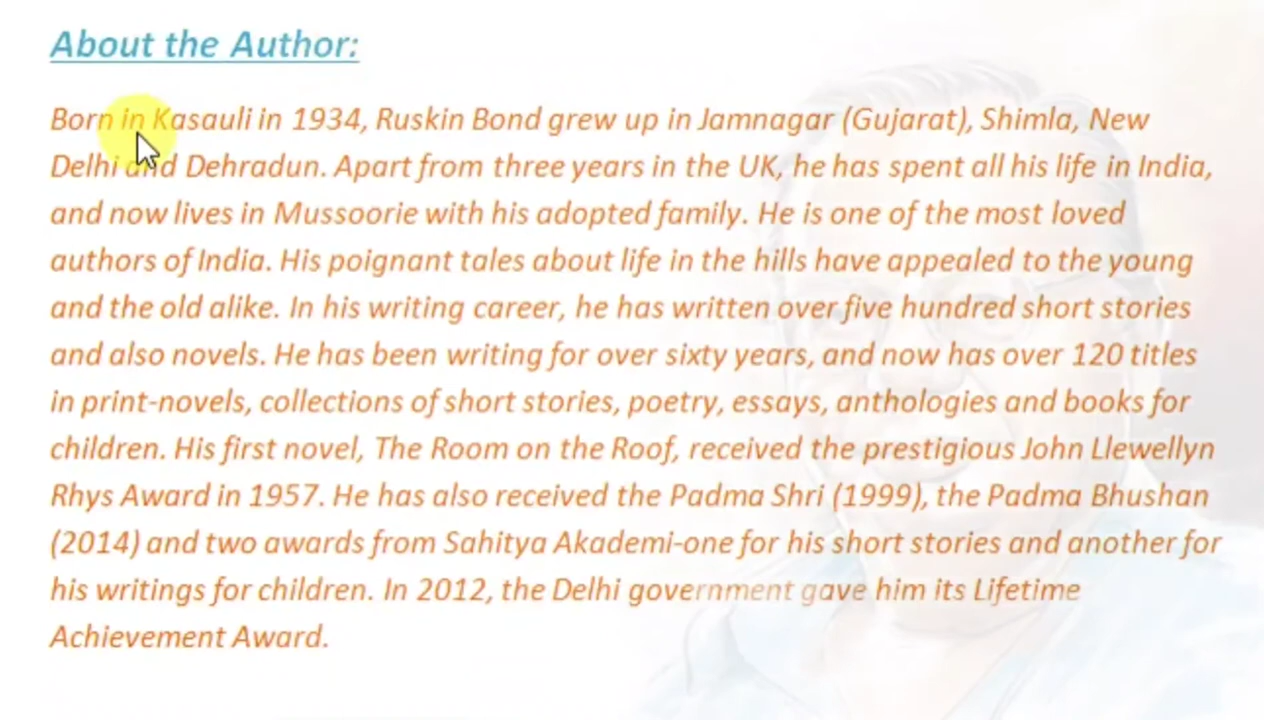 About the Author:
Born in Kasauli in 1934, Ruskin Bond grew up in Jamnagar (Gujarat), Shimla, New
Delhi and Dehradun. Apart from three years in the UK, he has spent all his life in India,
and now lives in Mussoorie with his adopted family. He is one of the most loved
authors of India. His poignant tales about life in the hills have appealed to the young
and the old alike. In his writing career, he has written over five hundred short stories
and also novels. He has been writing for over sixty years, and now has over 120 titles
in print-novels, collections of short stories, poetry, essays, anthologies and books for
children. His first novel, The Room on the Roof, received the prestigious John Llewellyn
Rhys Award in 1957. He has also received the Padma Shri (1999), the Padma Bhushan
(2014) and two awards from Sahitya Akademi-one for his short stories and another for
his writings for children. In 2012, the Delhi government gave him its Lifetime
Achievement Award.